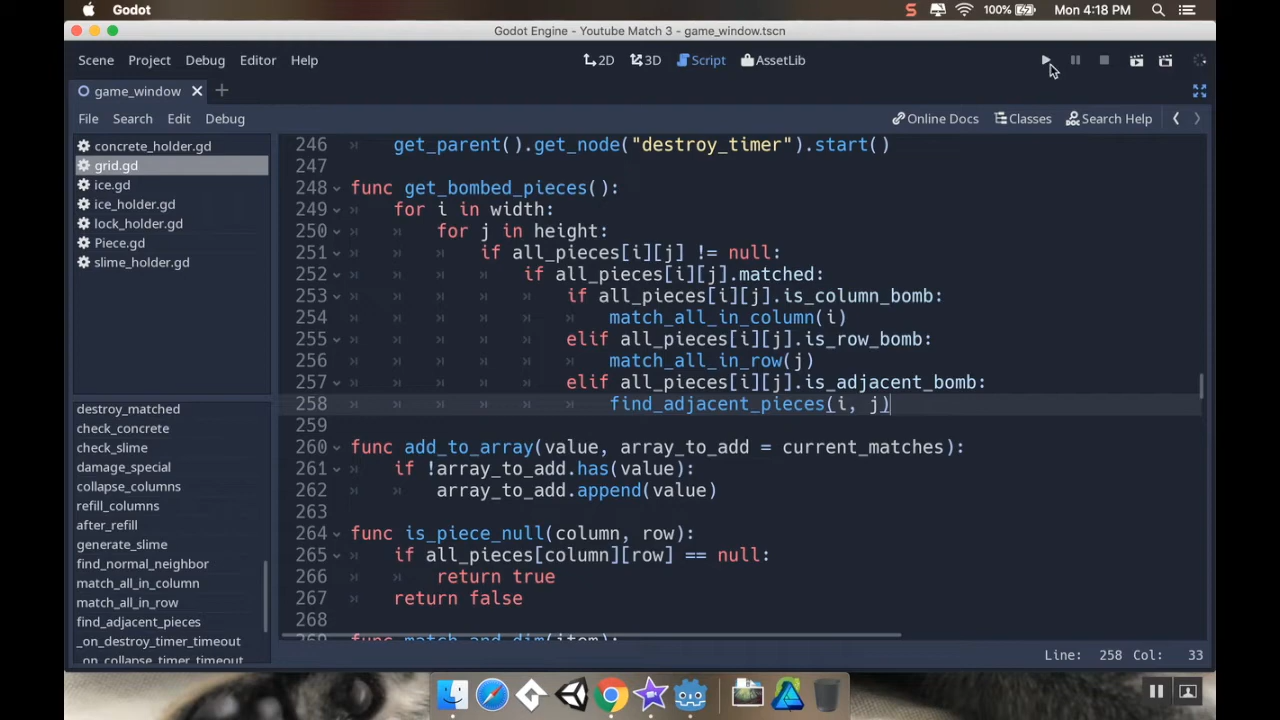 Godot
100%
Mon 4:18 PM
Godot Engine - Youtube Match 3 - game_window.tscn
Scene Project Debug Editor Help
2D 3D Script AssetLib
game_window
File Search Edit Debug
Online Docs Classes Search Help
concrete_holder.gd
grid.gd
ice.gd
ice_holder.gd
lock_holder.gd
Piece.gd
slime_holder.gd
destroy_matched
check_concrete
check_slime
damage_special
collapse_columns
refill_columns
after_refill
generate_slime
find_normal_neighbor
match_all_in_column
match_all_in_row
find_adjacent_pieces
_on_destroy_timer_timeout
_on_collapse_timer_timeout
246 get_parent().get_node("destroy_timer").start()
247
248 func get_bombed_pieces():
249 for i in width:
250 for j in height:
251 if all_pieces[i][j] != null:
252 if all_pieces[i][j].matched:
253 if all_pieces[i][j].is_column_bomb:
254 match_all_in_column(i)
255 elif all_pieces[i][j].is_row_bomb:
256 match_all_in_row(j)
257 elif all_pieces[i][j].is_adjacent_bomb:
258 find_adjacent_pieces(i, j)
259
260 func add_to_array(value, array_to_add = current_matches):
261 if !array_to_add.has(value):
262 array_to_add.append(value)
263
264 func is_piece_null(column, row):
265 if all_pieces[column][row] == null:
266 return true
267 return false
268
269 func match_and_dim(item):
Line: 258 Col: 33